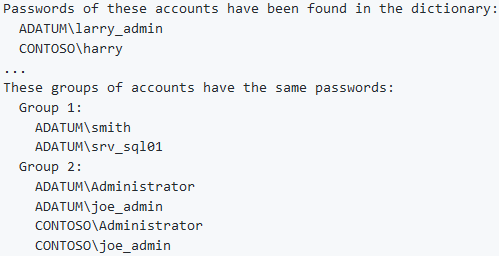 Passwords of these accounts have been found in the dictionary:
ADATUM\larry_admin
CONTOSO\harry
...
These groups of accounts have the same passwords:
Group 1:
ADATUM\smith
ADATUM\srv_sql01
Group 2:
ADATUM\Administrator
ADATUM\joe_admin
CONTOSO\Administrator
CONTOSO\joe_admin